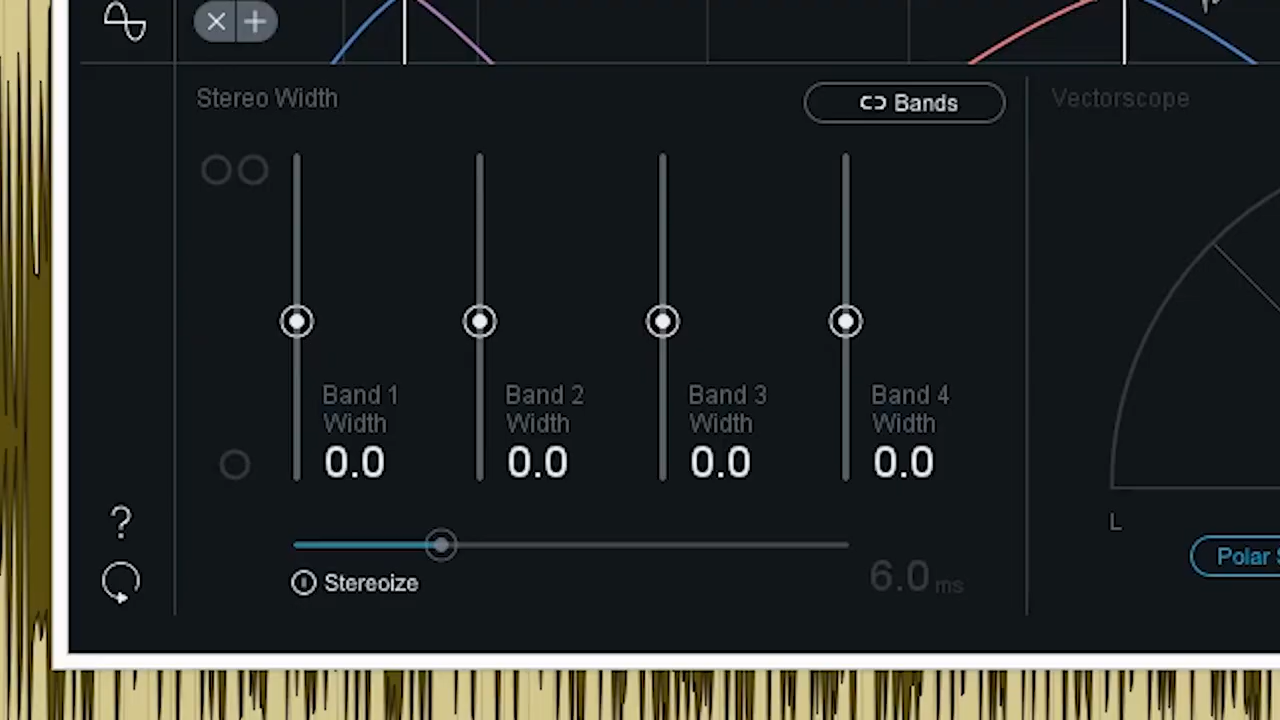 Stereo Width
Bands
Vectorscope
Band 1
Width
0.0
Band 2
Width
0.0
Band 3
Width
0.0
Band 4
Width
0.0
L
?
Stereoize
6.0 ms
Polar